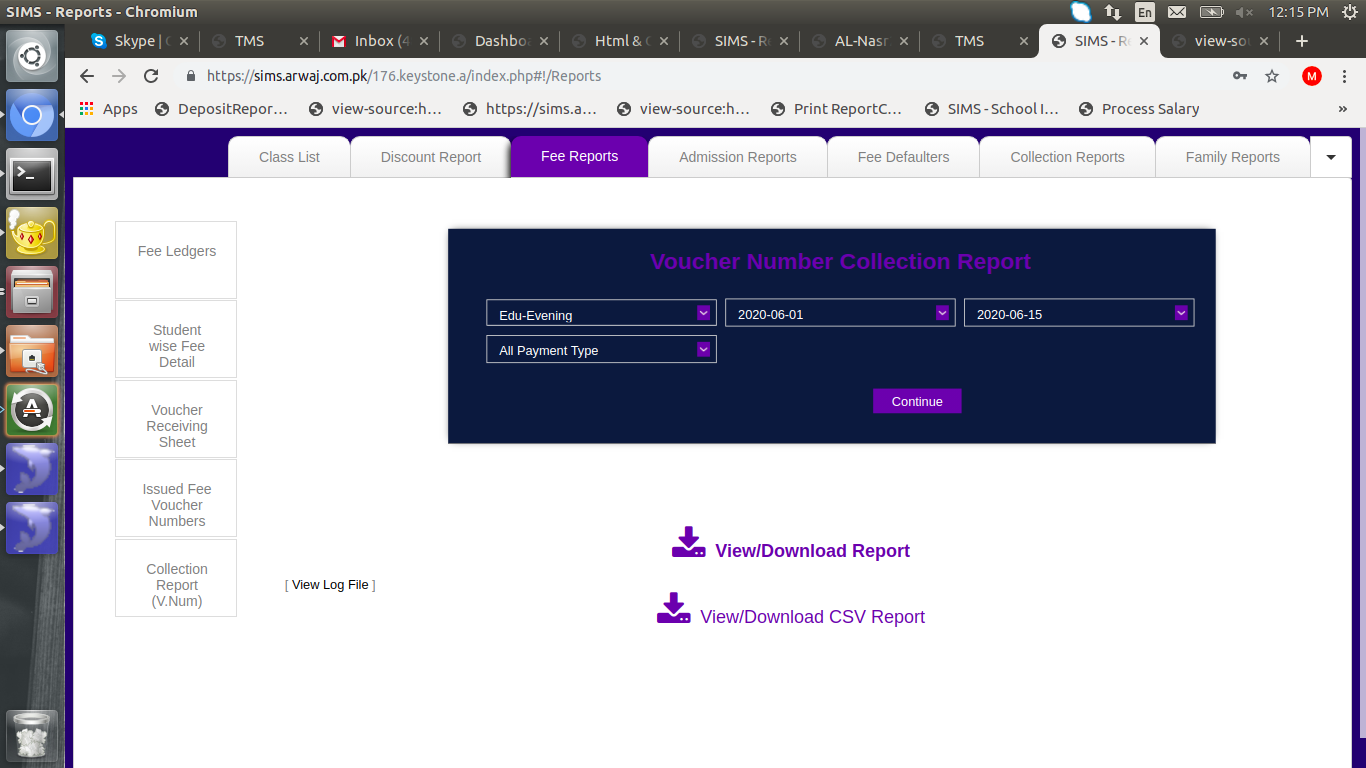 SIMS - Reports - Chromium
En
12:15 PM
Skype |
TMS
Inbox (4
Dashbo
Html &
SIMS - R
AL-Nasr
TMS
SIMS - R
view-so
https://sims.arwaj.com.pk/176.keystone.a/index.php#!/Reports
M
Apps
DepositRepor...
view-source:h...
https://sims.a...
view-source:h...
Print ReportC...
SIMS - School I...
Process Salary
»
Class List
Discount Report
Fee Reports
Admission Reports
Fee Defaulters
Collection Reports
Family Reports
Fee Ledgers
Student
wise Fee
Detail
Voucher
Receiving
Sheet
Issued Fee
Voucher
Numbers
Collection
Report
(V.Num)
Voucher Number Collection Report
Edu-Evening
2020-06-01
2020-06-15
All Payment Type
Continue
View/Download Report
[ View Log File ]
View/Download CSV Report